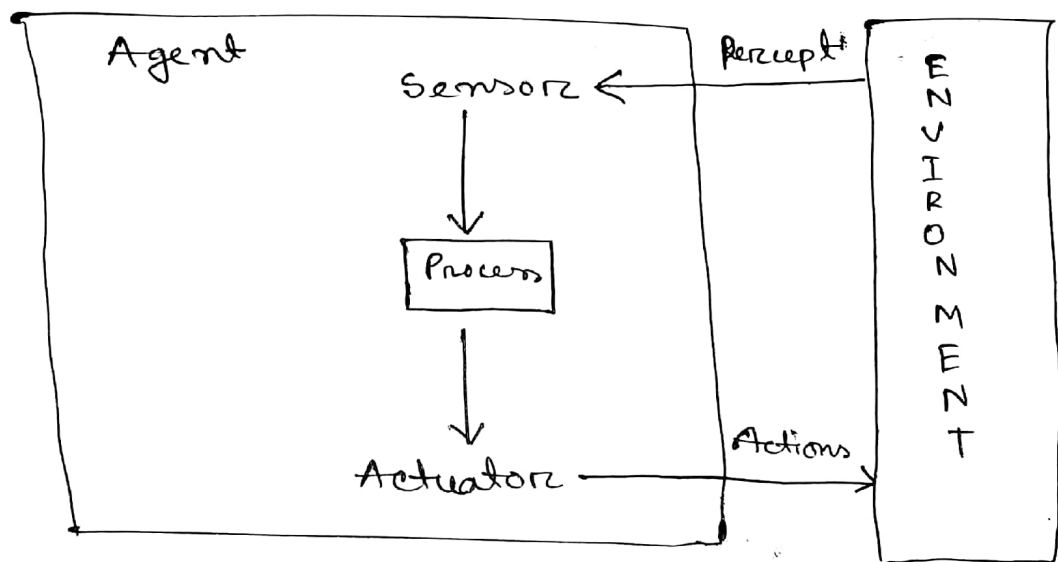 Agent
Percept
Sensor
Process
Actuator
Actions
ENVIRONMENT